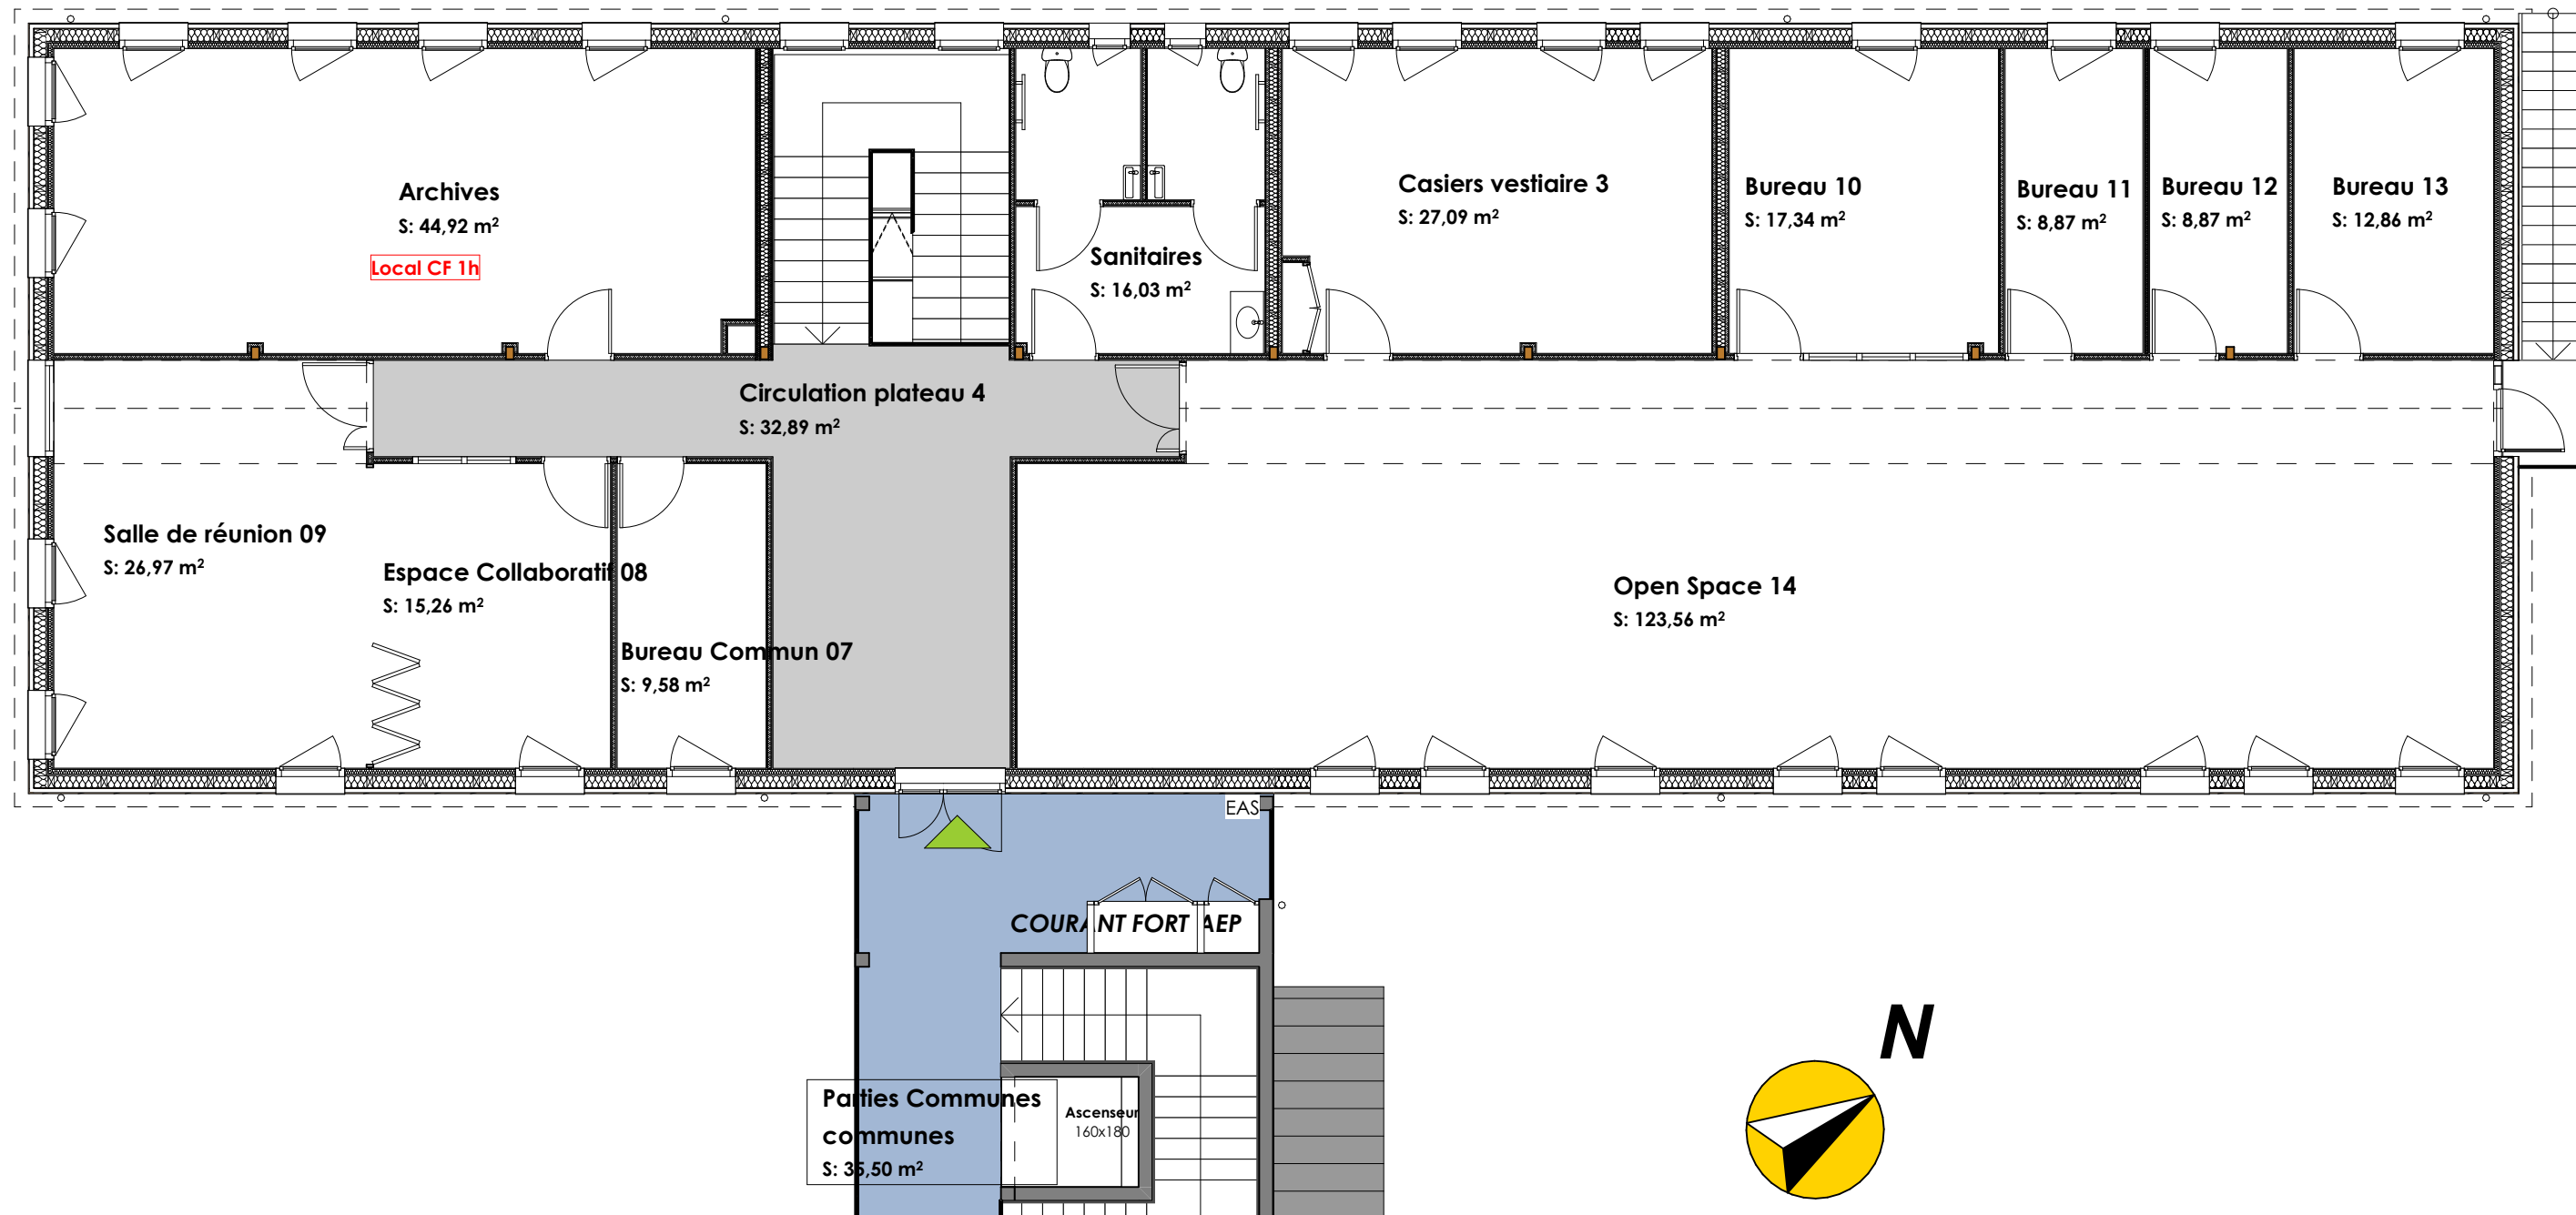 Archives
S: 44,92 m²
Local CF 1h
Casiers vestiaire 3
S: 27,09 m²
Bureau 10
S: 17,34 m²
Bureau 11
S: 8,87 m²
Bureau 12
S: 8,87 m²
Bureau 13
S: 12,86 m²
Sanitaires
S: 16,03 m²
Circulation plateau 4
S: 32,89 m²
Salle de réunion 09
S: 26,97 m²
Espace Collaboratif 08
S: 15,26 m²
Bureau Commun 07
S: 9,58 m²
Open Space 14
S: 123,56 m²
EAS
COURANT FORT AEP
N
Parties Communes
communes
S: 35,50 m²
Ascenseur
160x180